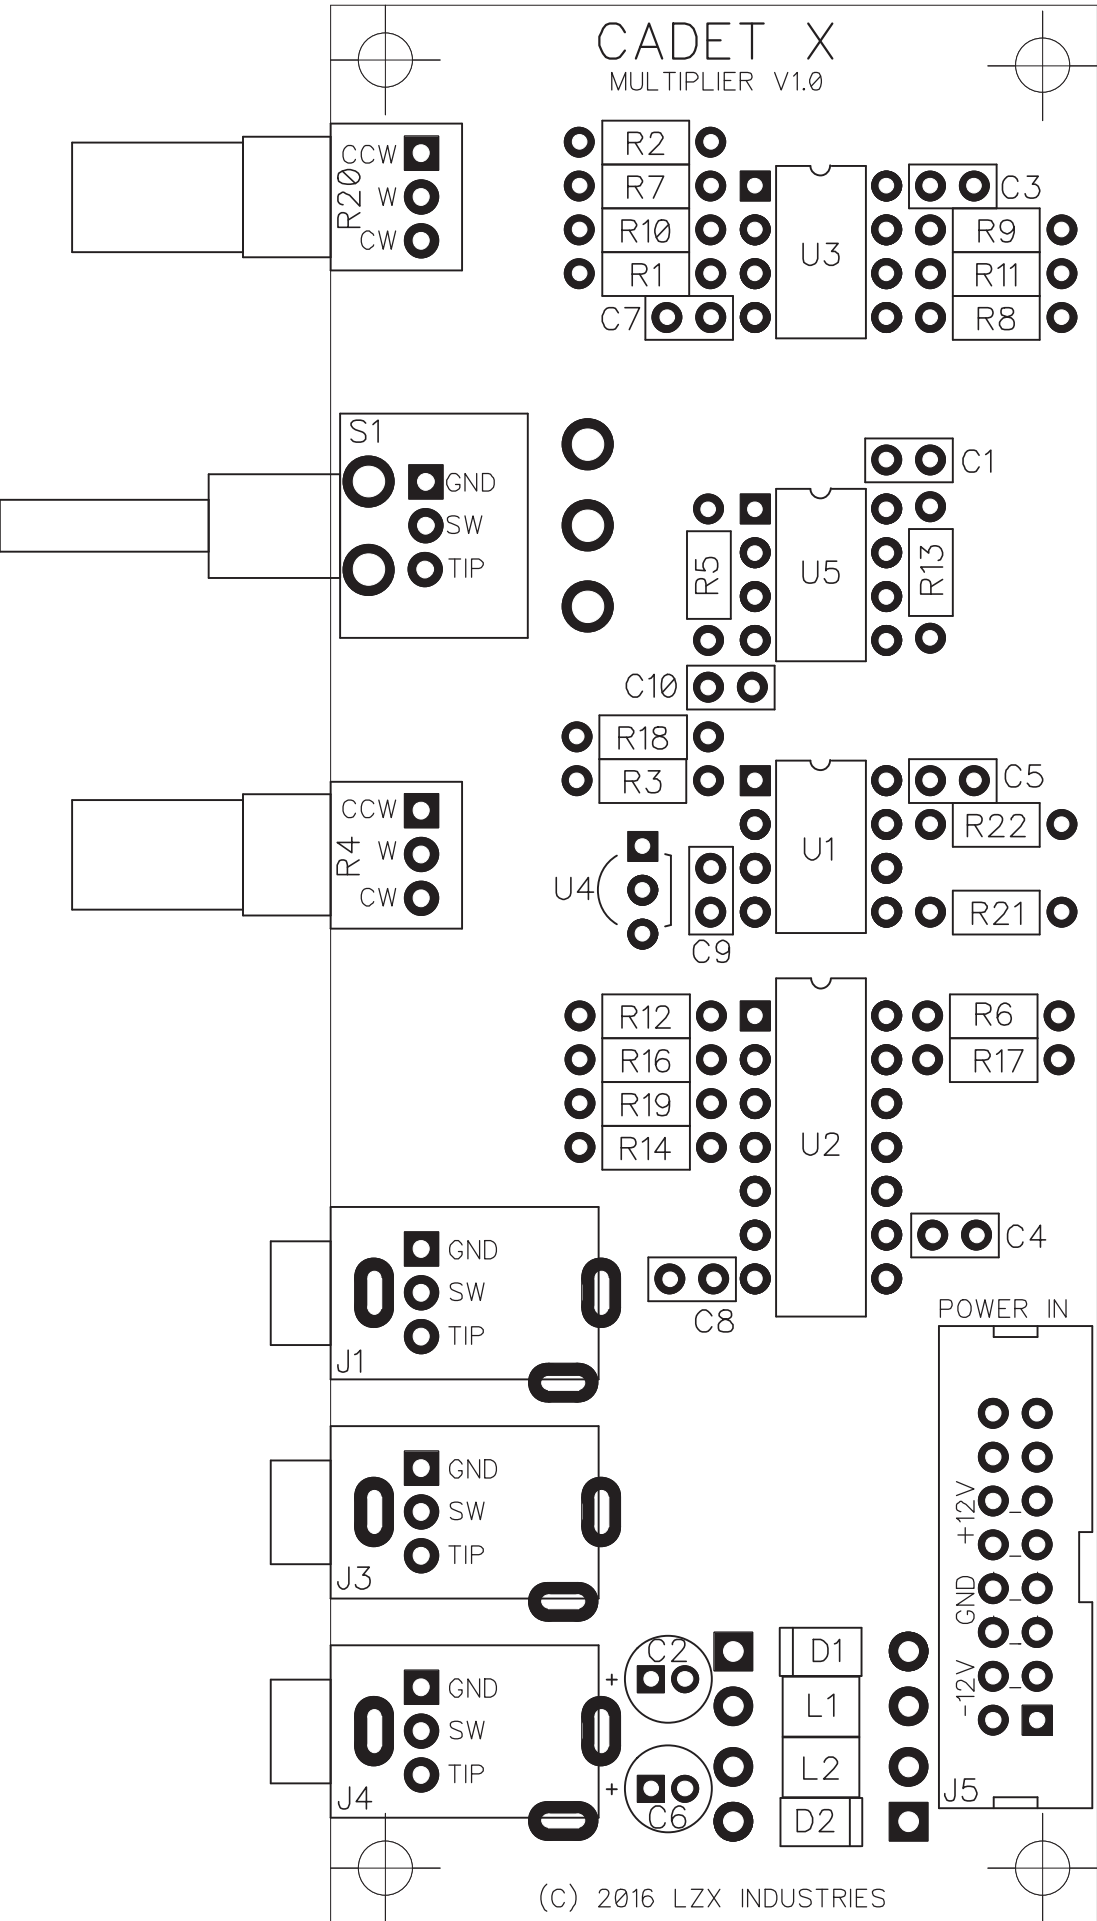 CADET X
MULTIPLIER V1.0
R2
CCW
R7
C3
R20
W
R10
R9
CW
U3
R1
R11
C7
R8
S1
C1
GND
SW
TIP
R5
U5
R13
C10
R18
R3
C5
CCW
R22
R4
W
U1
U4
CW
R21
C9
R12
R6
R16
R17
R19
R14
U2
GND
C4
SW
C8
POWER IN
TIP
J1
GND
SW
+12V
TIP
J3
GND
C2
D1
+
-12V
GND
L1
SW
TIP
L2
J4
+
C6
D2
J5
(C) 2016 LZX INDUSTRIES